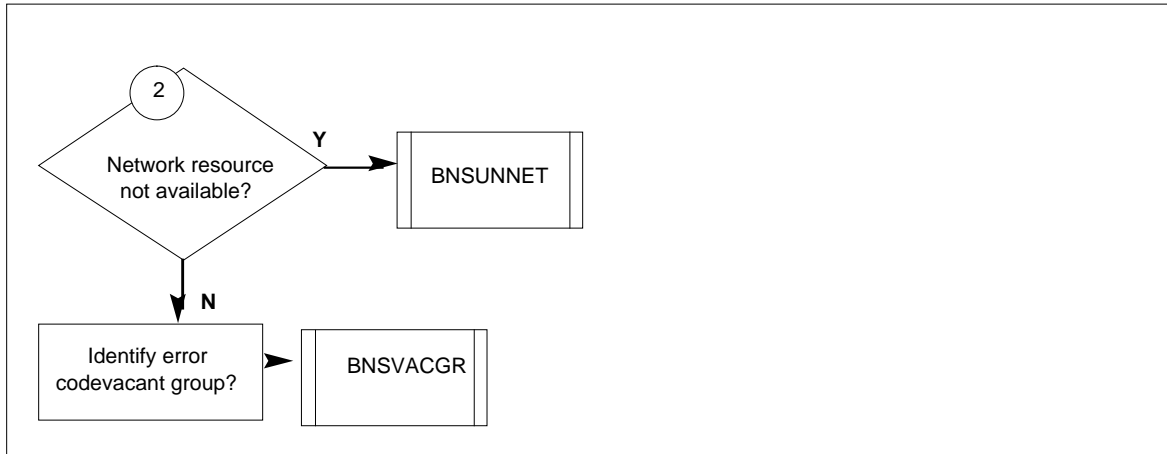 2
Y
Network resource
not available?
BNSUNNET
N
Identify error
codevacant group?
BNSVACGR